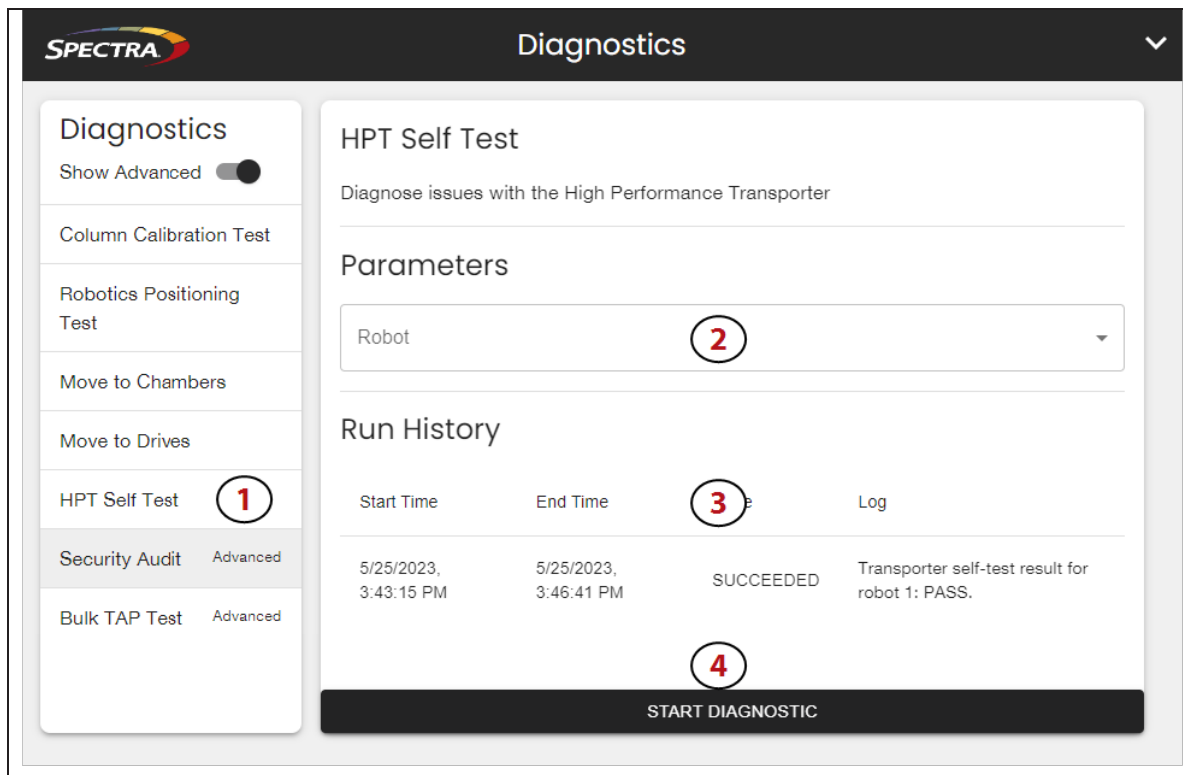 SPECTRA
Diagnostics
Diagnostics
Show Advanced
Column Calibration Test
Robotics Positioning
Test
Move to Chambers
Move to Drives
HPT Self Test 1
Security Audit Advanced
Bulk TAP Test Advanced
HPT Self Test
Diagnose issues with the High Performance Transporter
Parameters
Robot 2
Run History
Start Time End Time 3 Log
5/25/2023, 5/25/2023, SUCCEEDED Transporter self-test result for
3:43:15 PM 3:46:41 PM robot 1: PASS.
4
START DIAGNOSTIC